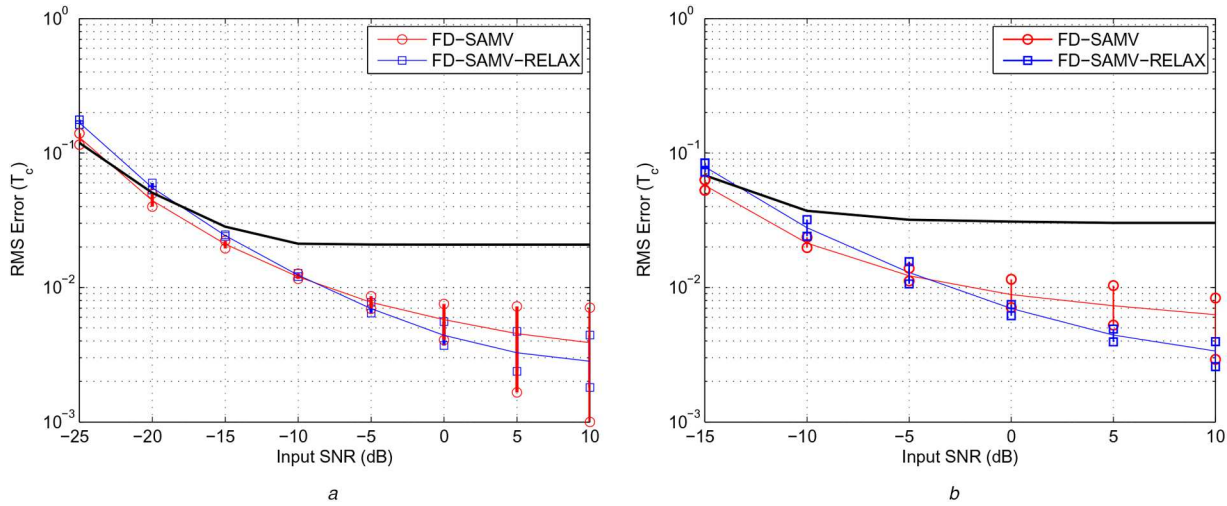 10^0
FD−SAMV
FD−SAMV−RELAX
10^−1
RMS Error (T_c)
10^−2
10^−3
−25 −20 −15 −10 −5 0 5 10
Input SNR (dB)
a
10^0
FD−SAMV
FD−SAMV−RELAX
10^−1
RMS Error (T_c)
10^−2
10^−3
−15 −10 −5 0 5 10
Input SNR (dB)
b